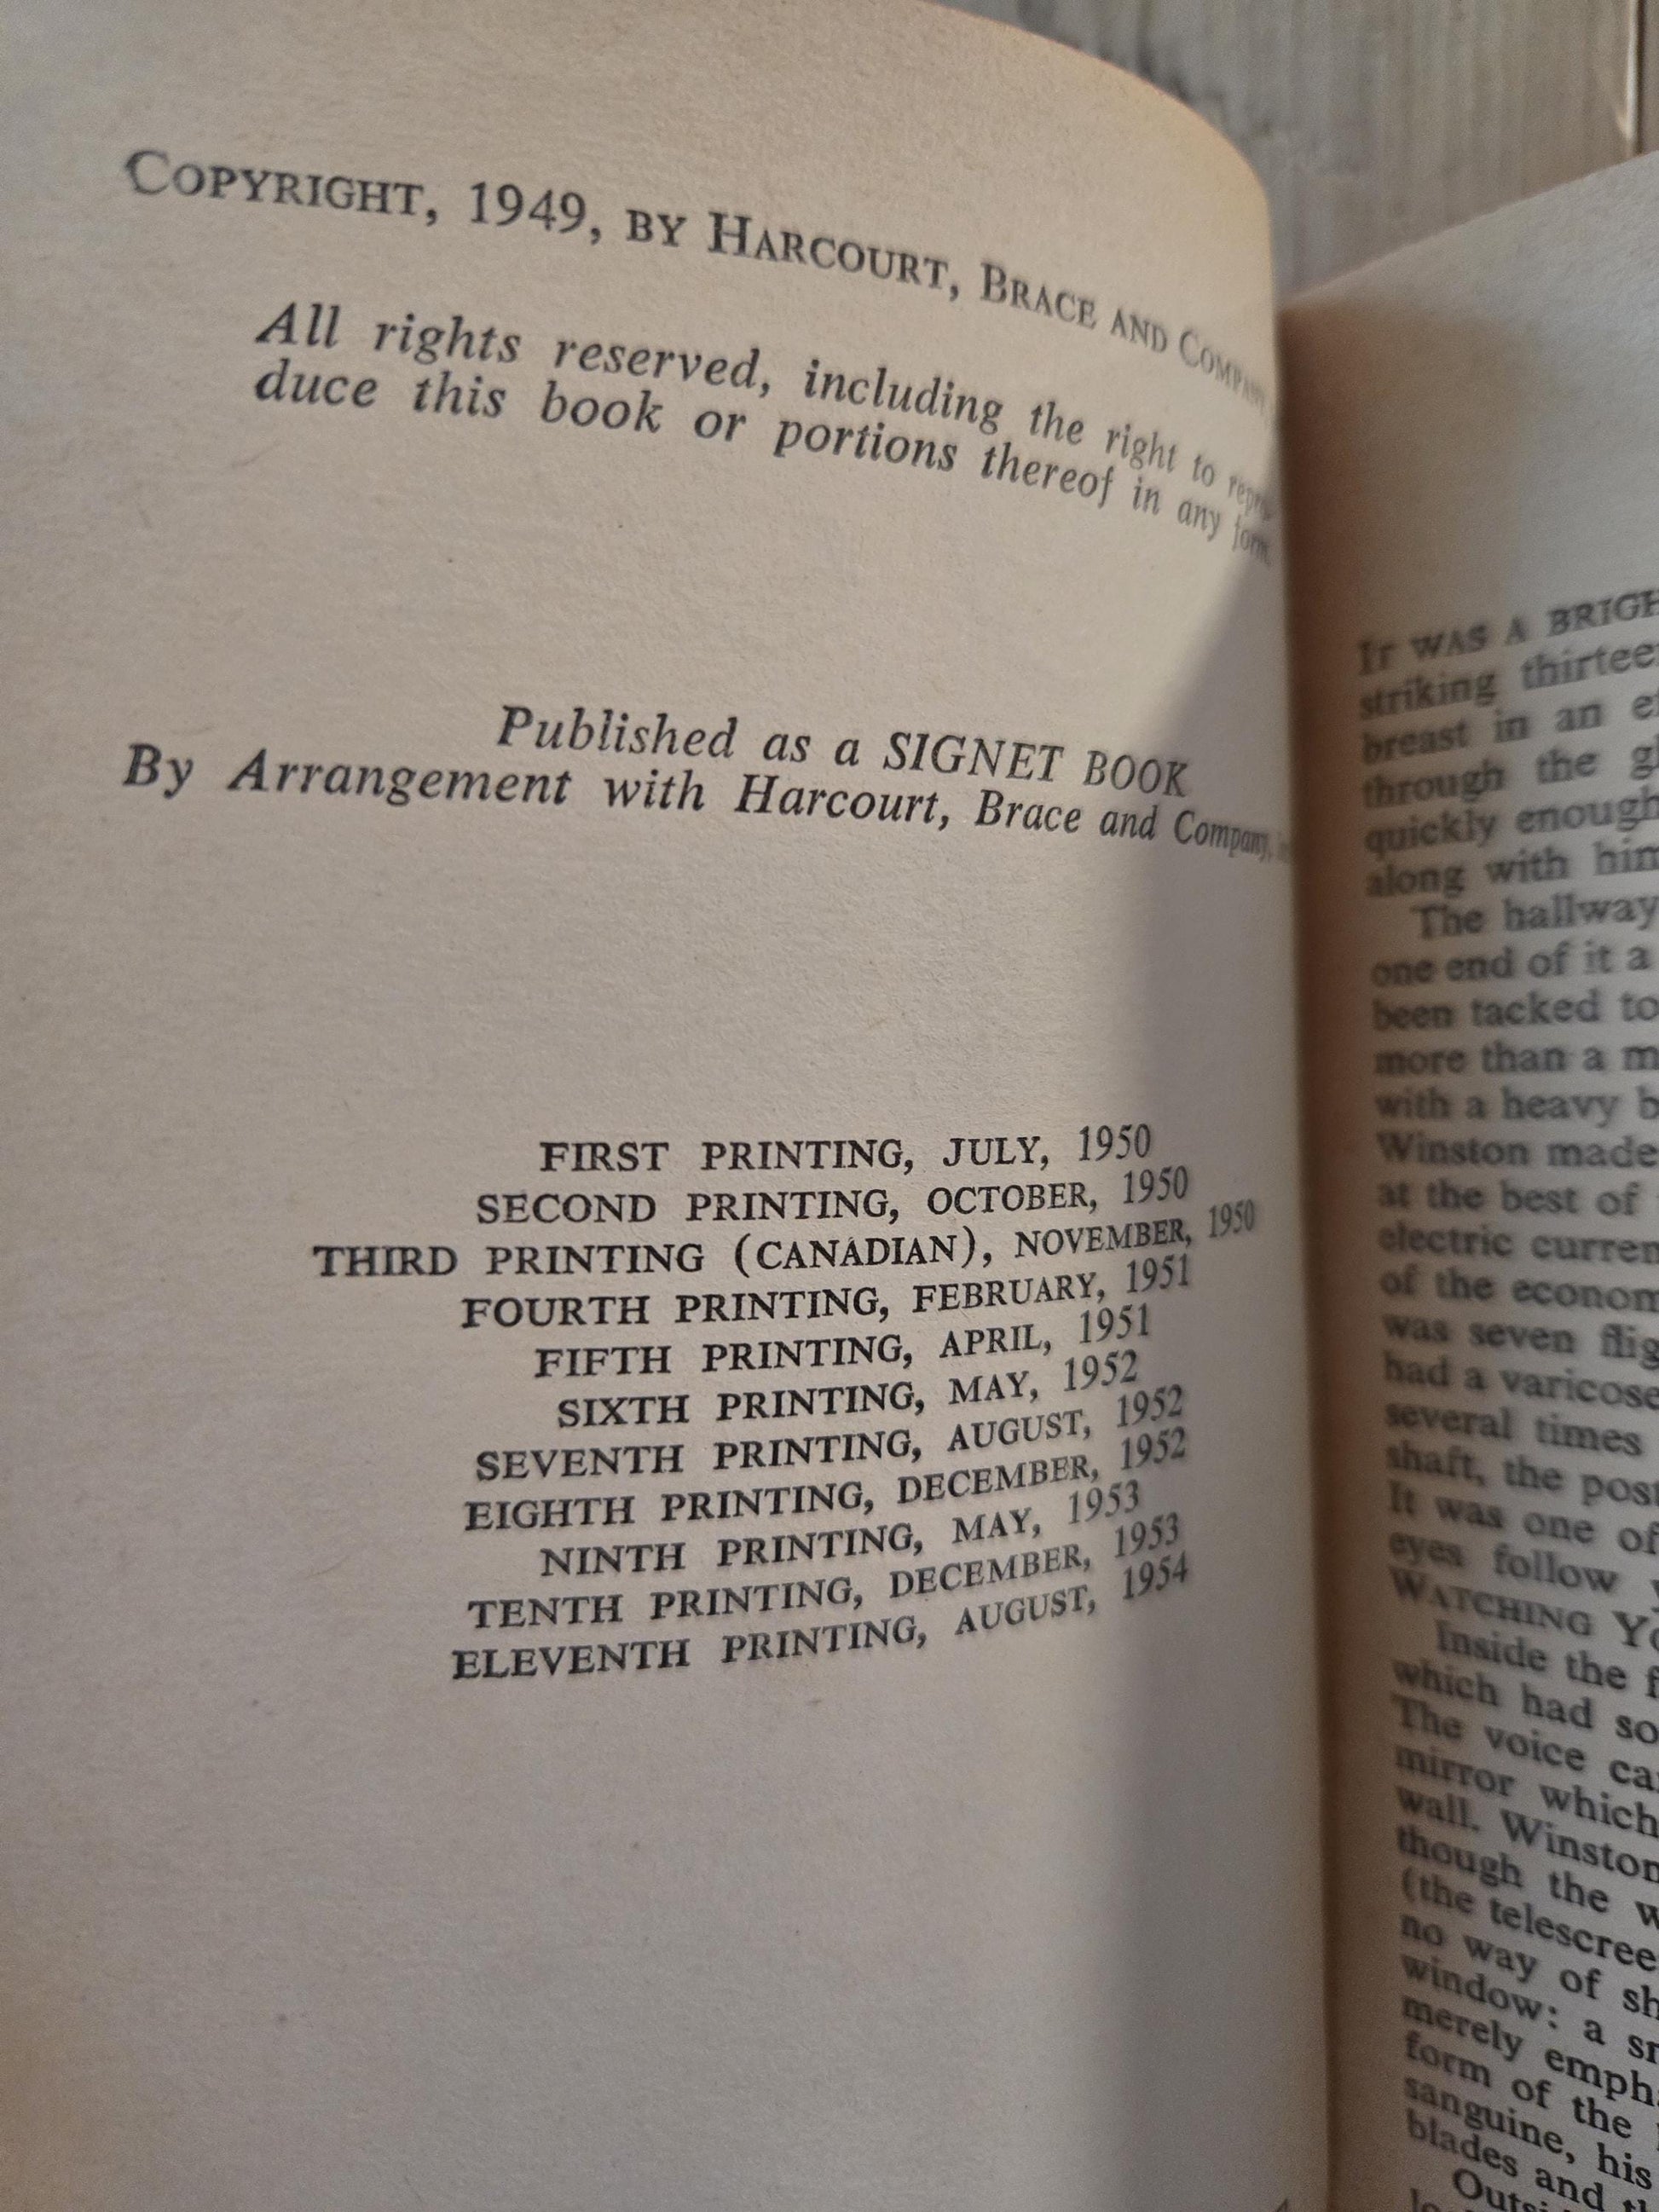 COPYRIGHT, 1949, BY HARCOURT, BRACE AND COMPANY,
All rights reserved, including the right to repro-
duce this book or portions thereof in any form.
Published as a SIGNET BOOK
By Arrangement with Harcourt, Brace and Company,
FIRST PRINTING, JULY, 1950
SECOND PRINTING, OCTOBER, 1950
THIRD PRINTING (CANADIAN), NOVEMBER, 1950
FOURTH PRINTING, FEBRUARY, 1951
FIFTH PRINTING, APRIL, 1951
SIXTH PRINTING, MAY, 1952
SEVENTH PRINTING, AUGUST, 1952
EIGHTH PRINTING, DECEMBER, 1952
NINTH PRINTING, MAY, 1953
TENTH PRINTING, DECEMBER, 1953
ELEVENTH PRINTING, AUGUST, 1954
IT WAS A
striking
breast in an
through the
quickly enough
along with
The hallway
one end of it a
been tacked to
more than a
with a heavy
Winston made
at the best of
electric
of the
was seven
had a
several times
shaft, the
It was one of
eyes follow
WATCHING
Inside the
which had
The voice
mirror which
wall.
though the
(the
no way of
window: a
merely
form of the
sanguine, his
blades and